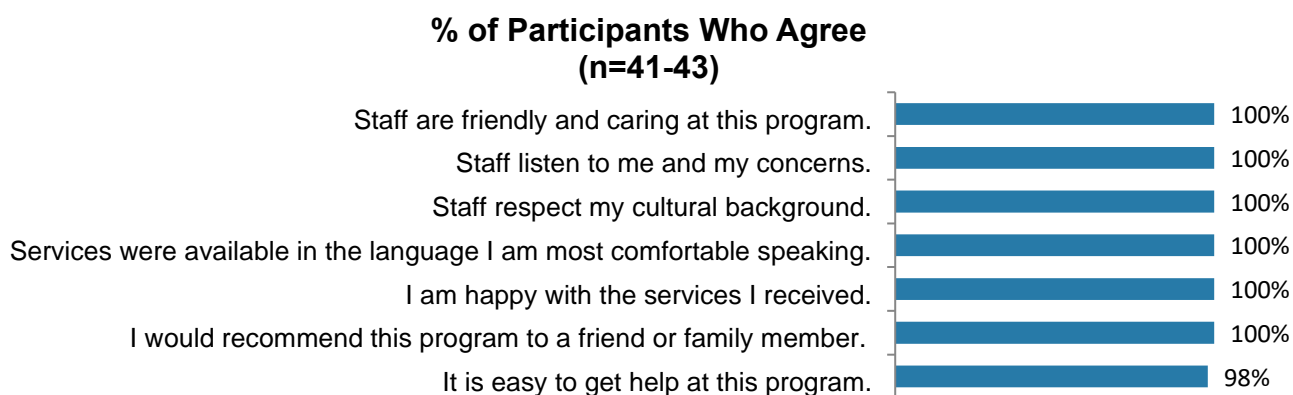 % of Participants Who Agree
(n=41-43)
Staff are friendly and caring at this program. 100%
Staff listen to me and my concerns. 100%
Staff respect my cultural background. 100%
Services were available in the language I am most comfortable speaking. 100%
I am happy with the services I received. 100%
I would recommend this program to a friend or family member. 100%
It is easy to get help at this program. 98%